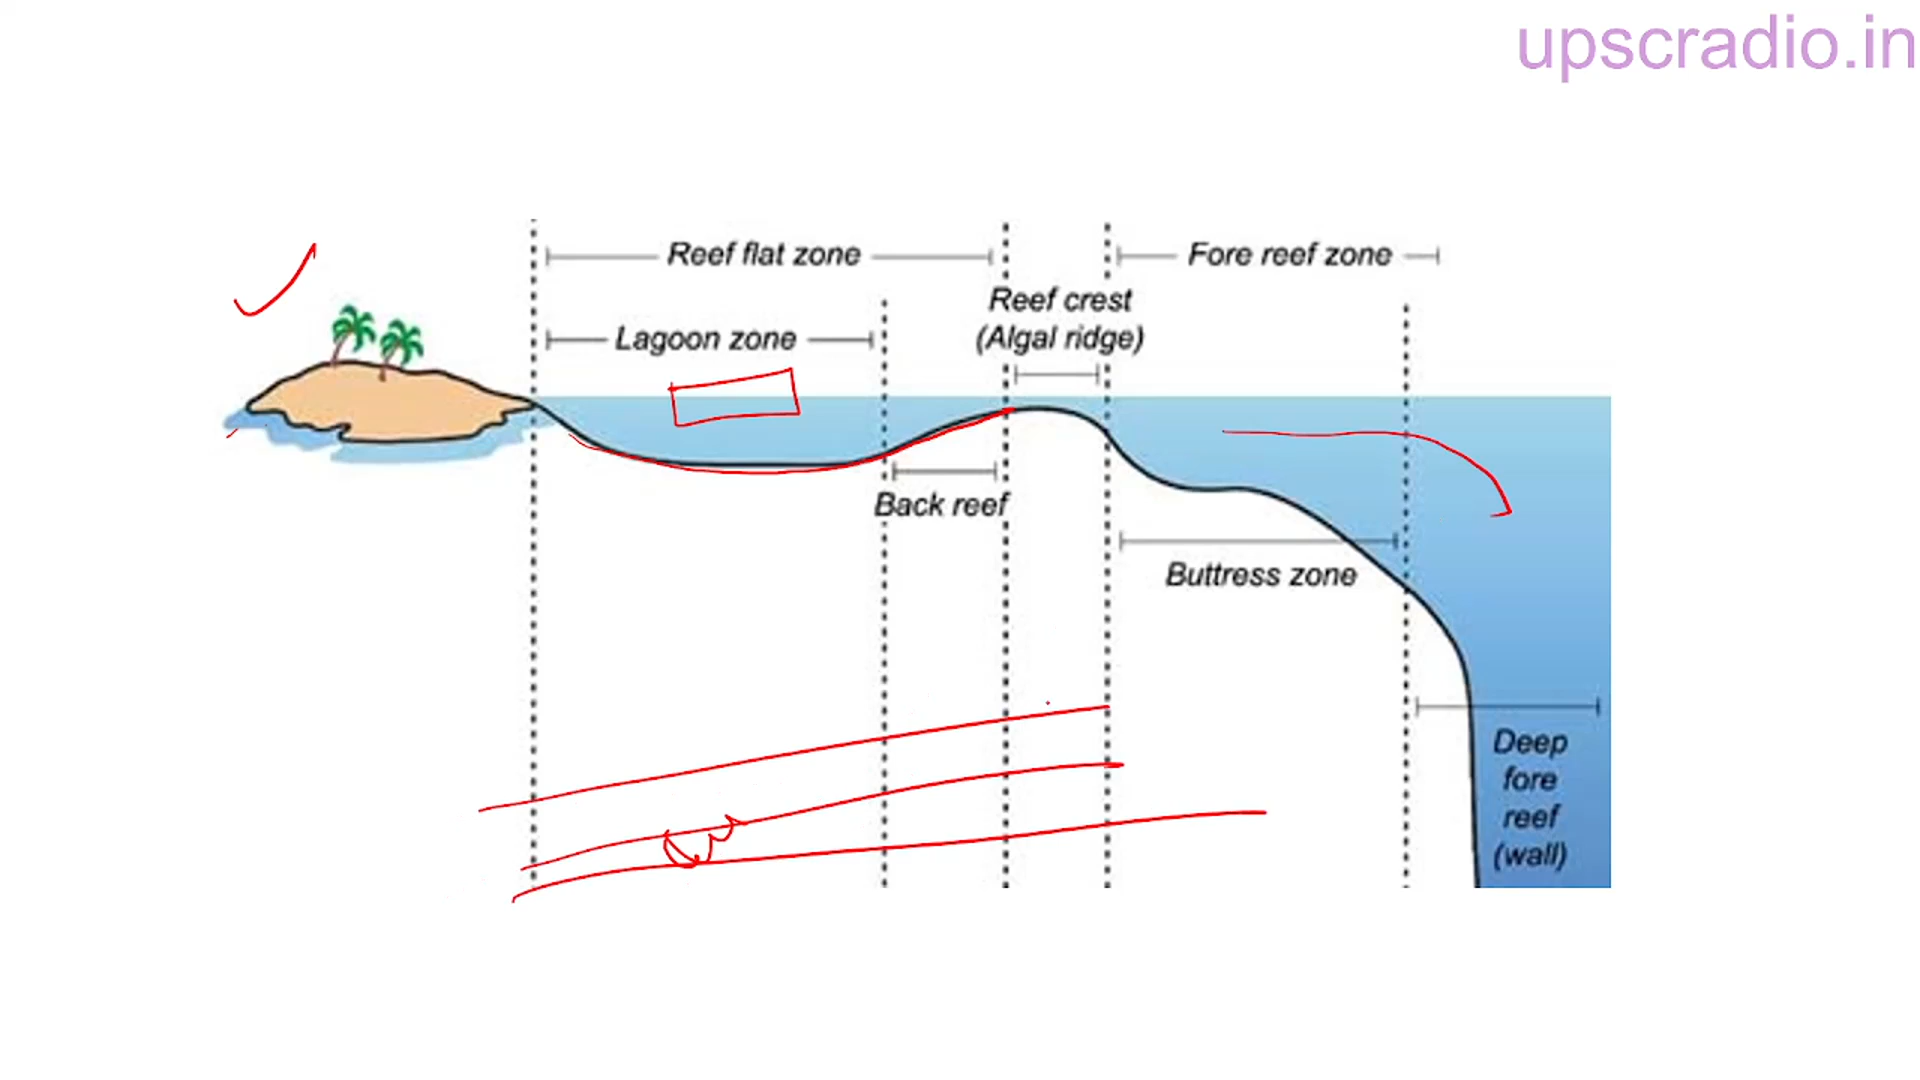 upscradio.in
Reef flat zone
Fore reef zone
Reef crest
(Algal ridge)
Lagoon zone
Back reef
Buttress zone
Deep
fore
reef
(wall)